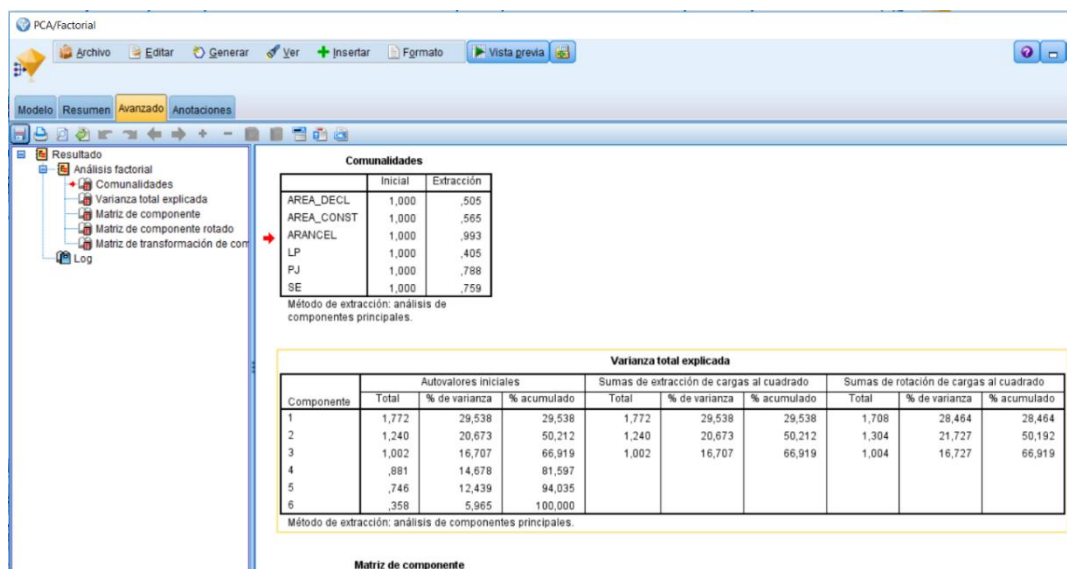 PCA/Factorial
Archivo Editar Generar Ver Insertar Formato Vista previa
Modelo Resumen Avanzado Anotaciones
Resultado
Análisis factorial
Comunalidades
Varianza total explicada
Matriz de componente
Matriz de componente rotado
Matriz de transformación de com
Log
Comunalidades
Inicial Extracción
AREA_DECL 1,000 ,505
AREA_CONST 1,000 ,565
ARANCEL 1,000 ,993
LP 1,000 ,405
PJ 1,000 ,788
SE 1,000 ,759
Método de extracción: análisis de
componentes principales.
Varianza total explicada
Autovalores iniciales Sumas de extracción de cargas al cuadrado Sumas de rotación de cargas al cuadrado
Componente Total % de varianza % acumulado Total % de varianza % acumulado Total % de varianza % acumulado
1 1,772 29,538 29,538 1,772 29,538 29,538 1,708 28,464 28,464
2 1,240 20,673 50,212 1,240 20,673 50,212 1,304 21,727 50,192
3 1,002 16,707 66,919 1,002 16,707 66,919 1,004 16,727 66,919
4 ,881 14,678 81,597
5 ,746 12,439 94,035
6 ,358 5,965 100,000
Método de extracción: análisis de componentes principales.
Matriz de componente